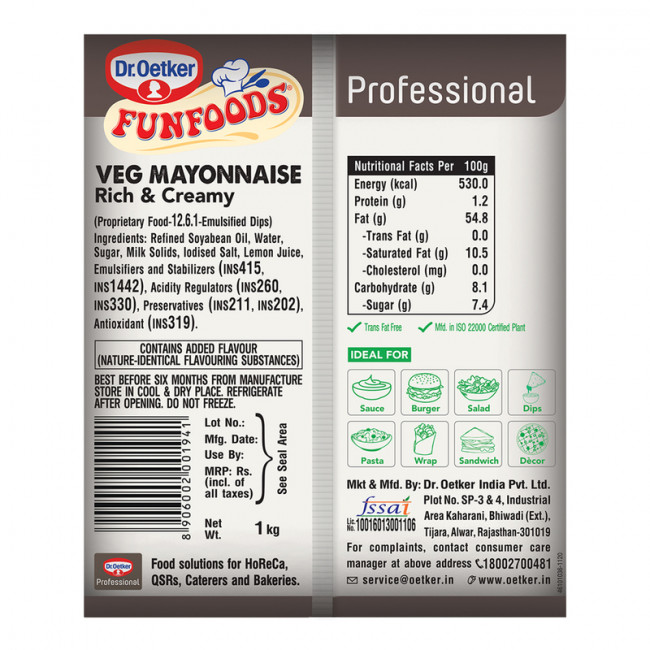 Dr.Oetker
FUNFOODS®
VEG MAYONNAISE
Rich & Creamy
(Proprietary Food-12.6.1-Emulsified Dips)
Ingredients: Refined Soyabean Oil, Water,
Sugar, Milk Solids, Iodised Salt, Lemon Juice,
Emulsifiers and Stabilizers (INS415,
INS1442), Acidity Regulators (INS260,
INS330), Preservatives (INS211, INS202),
Antioxidant (INS319).
CONTAINS ADDED FLAVOUR
(NATURE-IDENTICAL FLAVOURING SUBSTANCES)
BEST BEFORE SIX MONTHS FROM MANUFACTURE
STORE IN COOL & DRY PLACE. REFRIGERATE
AFTER OPENING. DO NOT FREEZE.
8906002001941
Lot No.:
Mfg. Date:
Use By:
MRP: Rs.
(incl. of
all taxes)
See Seal Area
Net
Wt. 1 kg
Dr.Oetker
Professional
Food solutions for HoReCa,
QSRs, Caterers and Bakeries.
Professional
Nutritional Facts Per 100g
Energy (kcal) 530.0
Protein (g) 1.2
Fat (g) 54.8
-Trans Fat (g) 0.0
-Saturated Fat (g) 10.5
-Cholesterol (mg) 0.0
Carbohydrate (g) 8.1
-Sugar (g) 7.4
Trans Fat Free Mfd. in ISO 22000 Certified Plant
IDEAL FOR
Sauce Burger Salad Dips
Pasta Wrap Sandwich Dècor
Mkt & Mfd. By: Dr. Oetker India Pvt. Ltd.
fssai
Lic. No. 10016013001106
Plot No. SP-3 & 4, Industrial
Area Kaharani, Bhiwadi (Ext.),
Tijara, Alwar, Rajasthan-301019
For complaints, contact consumer care
manager at above address 18002700481
service@oetker.in www.oetker.in